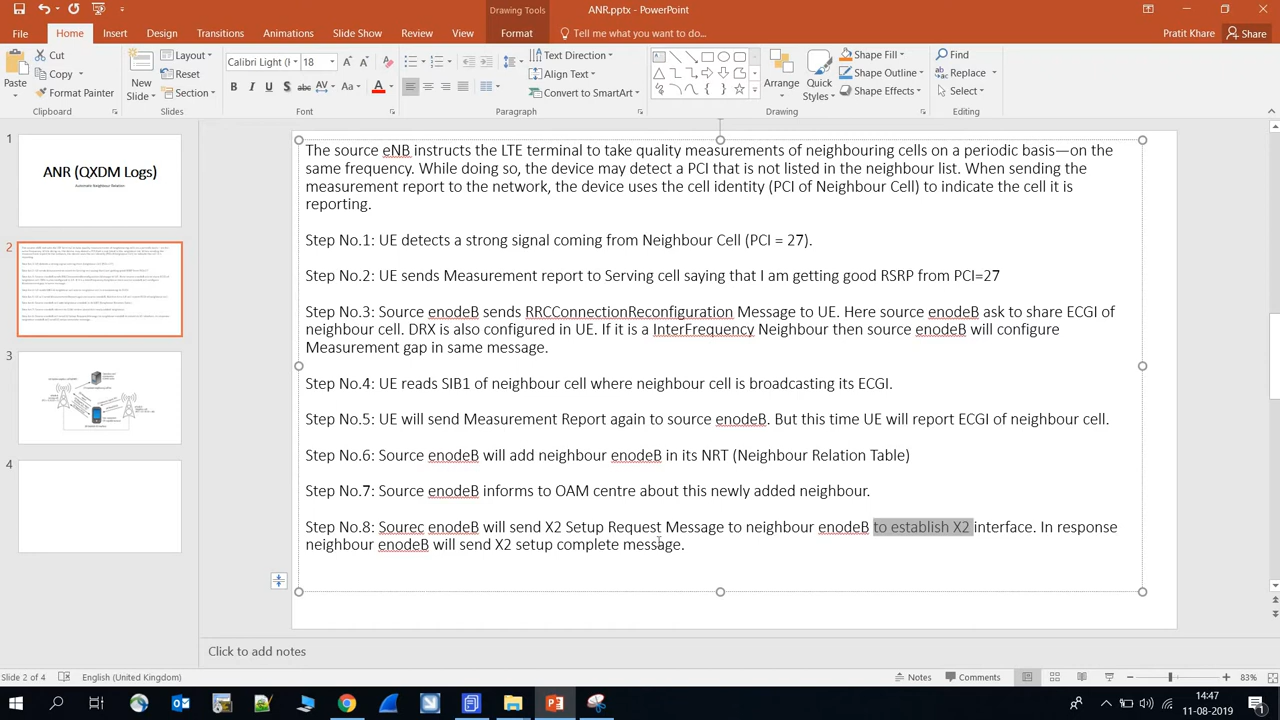 Drawing Tools
ANR.pptx - PowerPoint
File Home Insert Design Transitions Animations Slide Show Review View Format Tell me what you want to do... Pratit Khare Share
Paste
Cut
Copy
Format Painter
Clipboard
New Slide
Layout
Reset
Section
Slides
Calibri Light (H 18
B I U S abc AV Aa A
Font
Text Direction
Align Text
Convert to SmartArt
Paragraph
Arrange
Quick Styles
Shape Fill
Shape Outline
Shape Effects
Drawing
Find
Replace
Select
Editing
1
ANR (QXDM Logs)
Automatic Neighbour Relation
2
3
4
The source eNB instructs the LTE terminal to take quality measurements of neighbouring cells on a periodic basis—on the
same frequency. While doing so, the device may detect a PCI that is not listed in the neighbour list. When sending the
measurement report to the network, the device uses the cell identity (PCI of Neighbour Cell) to indicate the cell it is
reporting.
Step No.1: UE detects a strong signal coming from Neighbour Cell (PCI = 27).
Step No.2: UE sends Measurement report to Serving cell saying that I am getting good RSRP from PCI=27
Step No.3: Source enodeB sends RRCConnectionReconfiguration Message to UE. Here source enodeB ask to share ECGI of
neighbour cell. DRX is also configured in UE. If it is a InterFrequency Neighbour then source enodeB will configure
Measurement gap in same message.
Step No.4: UE reads SIB1 of neighbour cell where neighbour cell is broadcasting its ECGI.
Step No.5: UE will send Measurement Report again to source enodeB. But this time UE will report ECGI of neighbour cell.
Step No.6: Source enodeB will add neighbour enodeB in its NRT (Neighbour Relation Table)
Step No.7: Source enodeB informs to OAM centre about this newly added neighbour.
Step No.8: Sourec enodeB will send X2 Setup Request Message to neighbour enodeB to establish X2 interface. In response
neighbour enodeB will send X2 setup complete message.
Click to add notes
Slide 2 of 4 English (United Kingdom) Notes Comments 83%
14:47
11-08-2019